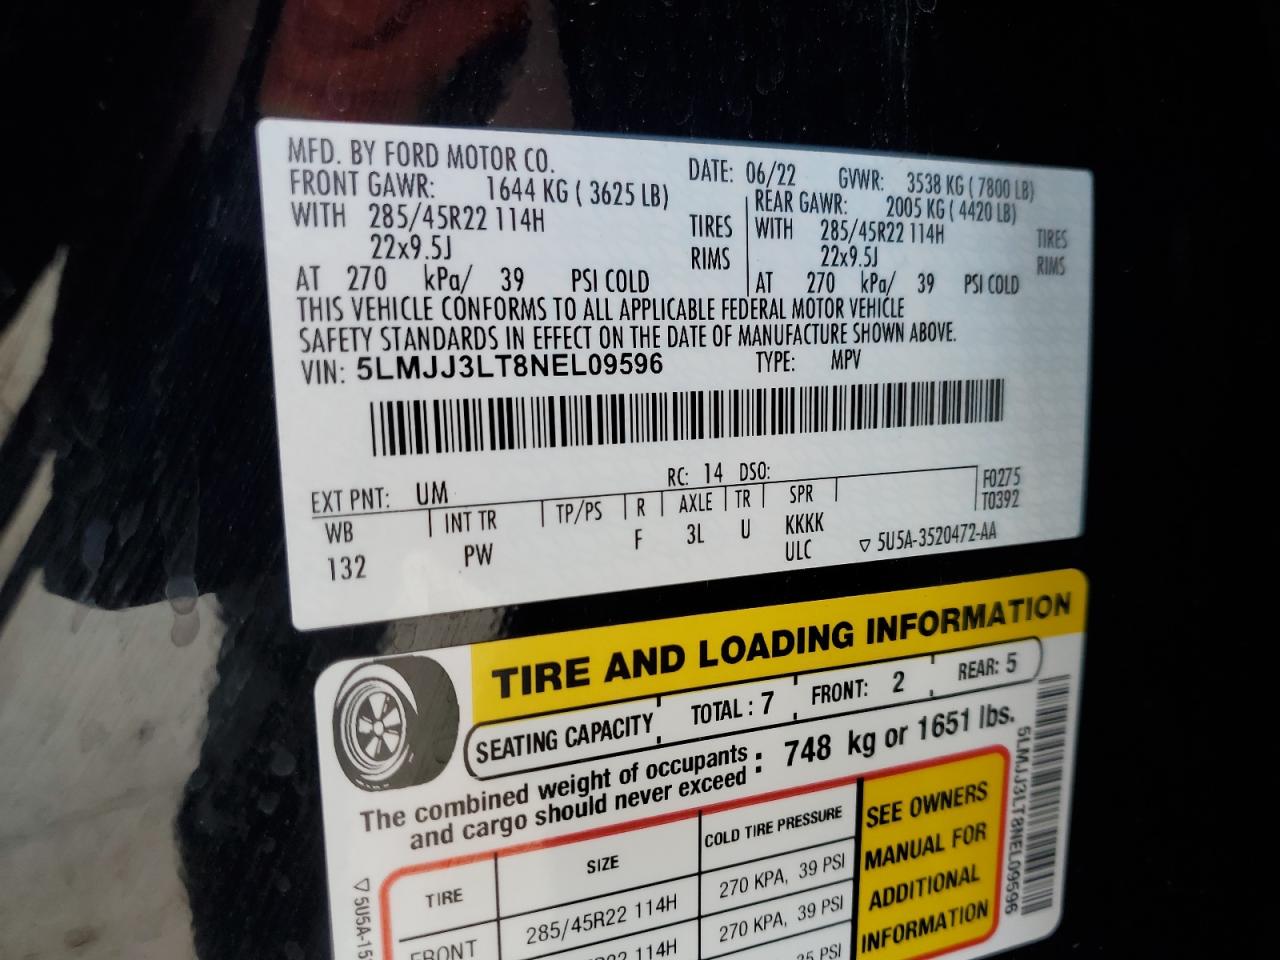 MFD. BY FORD MOTOR CO.
DATE: 06/22 GVWR: 3538 KG ( 7800 LB)
FRONT GAWR: 1644 KG ( 3625 LB)
REAR GAWR: 2005 KG ( 4420 LB)
WITH 285/45R22 114H TIRES
22x9.5J RIMS
AT 270 kPa/ 39 PSI COLD
WITH 285/45R22 114H TIRES
22x9.5J RIMS
AT 270 kPa/ 39 PSI COLD
THIS VEHICLE CONFORMS TO ALL APPLICABLE FEDERAL MOTOR VEHICLE
SAFETY STANDARDS IN EFFECT ON THE DATE OF MANUFACTURE SHOWN ABOVE.
VIN: 5LMJJ3LT8NEL09596 TYPE: MPV
EXT PNT: UM RC: 14 DSO:
WB INT TR TP/PS R AXLE TR SPR
132 PW F 3L U KKKK
ULC
F0275
T0392
▽ 5U5A-3520472-AA
TIRE AND LOADING INFORMATION
SEATING CAPACITY TOTAL : 7 FRONT: 2 REAR: 5
The combined weight of occupants
and cargo should never exceed : 748 kg or 1651 lbs.
TIRE SIZE COLD TIRE PRESSURE
FRONT 285/45R22 114H 270 KPA, 39 PSI
114H 270 KPA, 39 PSI
PSI
SEE OWNERS
MANUAL FOR
ADDITIONAL
INFORMATION
5LMJJ3LT8NEL09596